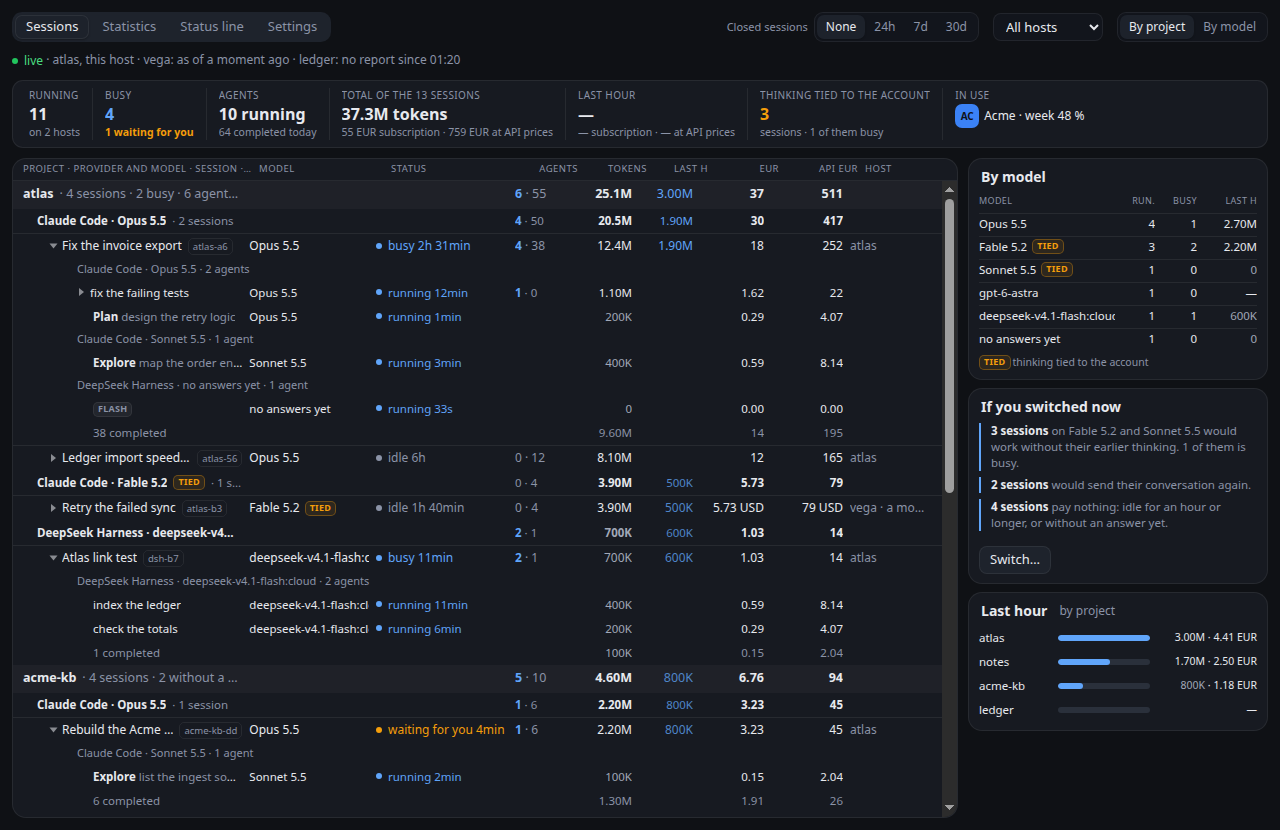 Sessions Statistics Status line Settings Closed sessions None 24h 7d 30d All hosts By project By model
live · atlas, this host · vega: as of a moment ago · ledger: no report since 01:20
RUNNING BUSY AGENTS TOTAL OF THE 13 SESSIONS LAST HOUR THINKING TIED TO THE ACCOUNT IN USE
11 4 10 running 37.3M tokens — 3 AC Acme · week 48 %
on 2 hosts 1 waiting for you 64 completed today 55 EUR subscription · 759 EUR at API prices — subscription · — at API prices sessions · 1 of them busy
PROJECT · PROVIDER AND MODEL · SESSION ·... MODEL STATUS AGENTS TOKENS LAST H EUR API EUR HOST
atlas · 4 sessions · 2 busy · 6 agent... 6 · 55 25.1M 3.00M 37 511
Claude Code · Opus 5.5 · 2 sessions 4 · 50 20.5M 1.90M 30 417
Fix the invoice export atlas-a6 Opus 5.5 busy 2h 31min 4 · 38 12.4M 1.90M 18 252 atlas
Claude Code · Opus 5.5 · 2 agents
fix the failing tests Opus 5.5 running 12min 1 · 0 1.10M 1.62 22
Plan design the retry logic Opus 5.5 running 1min 200K 0.29 4.07
Claude Code · Sonnet 5.5 · 1 agent
Explore map the order en... Sonnet 5.5 running 3min 400K 0.59 8.14
DeepSeek Harness · no answers yet · 1 agent
FLASH no answers yet running 33s 0 0.00 0.00
38 completed 9.60M 14 195
Ledger import speed... atlas-56 Opus 5.5 idle 6h 0 · 12 8.10M 12 165 atlas
Claude Code · Fable 5.2 TIED · 1 s... 0 · 4 3.90M 500K 5.73 79
Retry the failed sync atlas-b3 Fable 5.2 TIED idle 1h 40min 0 · 4 3.90M 500K 5.73 USD 79 USD vega · a mo...
DeepSeek Harness · deepseek-v4... 2 · 1 700K 600K 1.03 14
Atlas link test dsh-b7 deepseek-v4.1-flash:c busy 11min 2 · 1 700K 600K 1.03 14 atlas
DeepSeek Harness · deepseek-v4.1-flash:cloud · 2 agents
index the ledger deepseek-v4.1-flash:cl running 11min 400K 0.59 8.14
check the totals deepseek-v4.1-flash:cl running 6min 200K 0.29 4.07
1 completed 100K 0.15 2.04
acme-kb · 4 sessions · 2 without a ... 5 · 10 4.60M 800K 6.76 94
Claude Code · Opus 5.5 · 1 session 1 · 6 2.20M 800K 3.23 45
Rebuild the Acme ... acme-kb-dd Opus 5.5 waiting for you 4min 1 · 6 2.20M 800K 3.23 45 atlas
Claude Code · Sonnet 5.5 · 1 agent
Explore list the ingest so... Sonnet 5.5 running 2min 100K 0.15 2.04
6 completed 1.30M 1.91 26
By model
MODEL RUN. BUSY LAST H
Opus 5.5 4 1 2.70M
Fable 5.2 TIED 3 2 2.20M
Sonnet 5.5 TIED 1 0 0
gpt-6-astra 1 0 —
deepseek-v4.1-flash:cloud 1 1 600K
no answers yet 1 0 0
TIED thinking tied to the account
If you switched now
3 sessions on Fable 5.2 and Sonnet 5.5 would
work without their earlier thinking. 1 of them is
busy.
2 sessions would send their conversation again.
4 sessions pay nothing: idle for an hour or
longer, or without an answer yet.
Switch...
Last hour by project
atlas 3.00M · 4.41 EUR
notes 1.70M · 2.50 EUR
acme-kb 800K · 1.18 EUR
ledger —